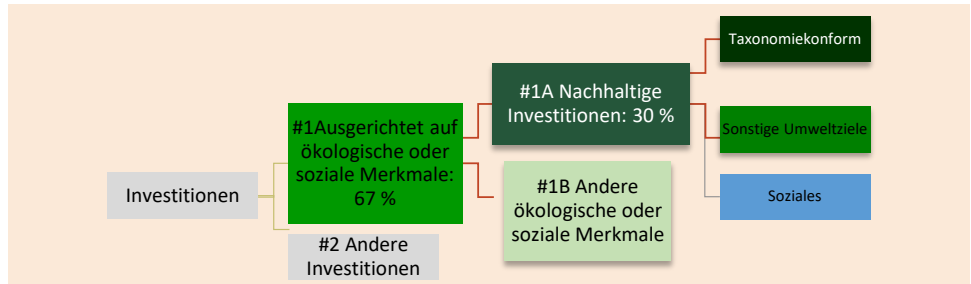 Investitionen
#1Ausgerichtet auf
ökologische oder
soziale Merkmale:
67 %
#2 Andere
Investitionen
#1A Nachhaltige
Investitionen: 30 %
#1B Andere
ökologische oder
soziale Merkmale
Taxonomiekonform
Sonstige Umweltziele
Soziales